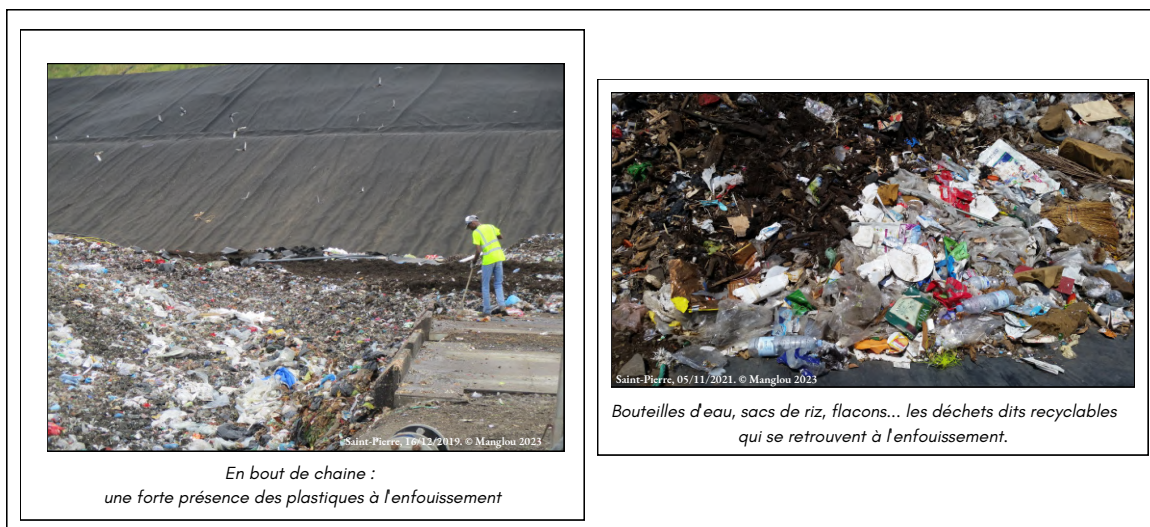 Saint-Pierre, 16/12/2019. © Manglou 2023
En bout de chaine :
une forte présence des plastiques à l'enfouissement
Saint-Pierre, 05/11/2021. © Manglou 2023
Bouteilles d'eau, sacs de riz, flacons... les déchets dits recyclables
qui se retrouvent à l'enfouissement.